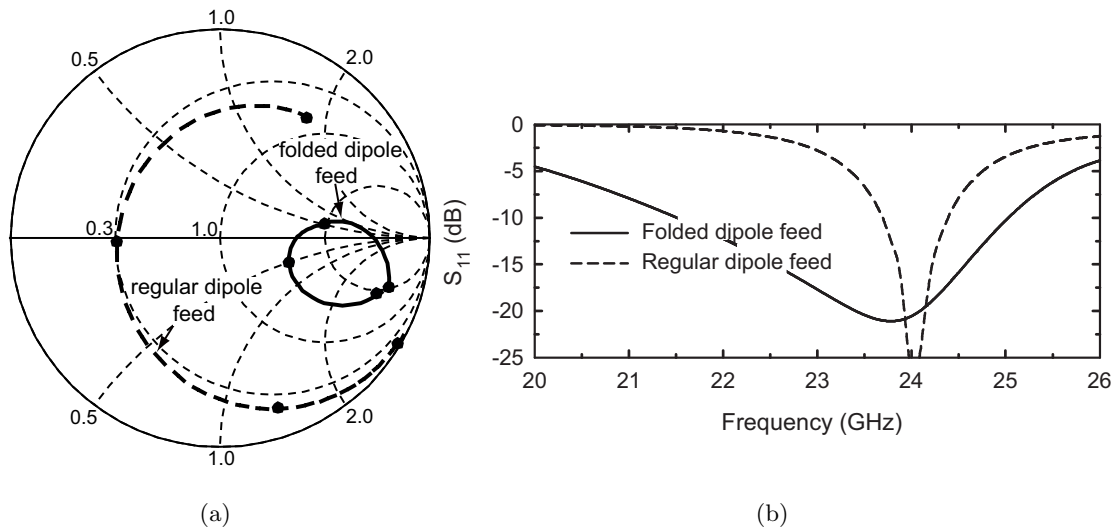 1.0
0.5
2.0
folded dipole
feed
0.3
1.0
regular dipole
feed
0.5
2.0
1.0
(a)
0
-5
-10
-15
-20
-25
S11 (dB)
Folded dipole feed
Regular dipole feed
20
21
22
23
24
25
26
Frequency (GHz)
(b)